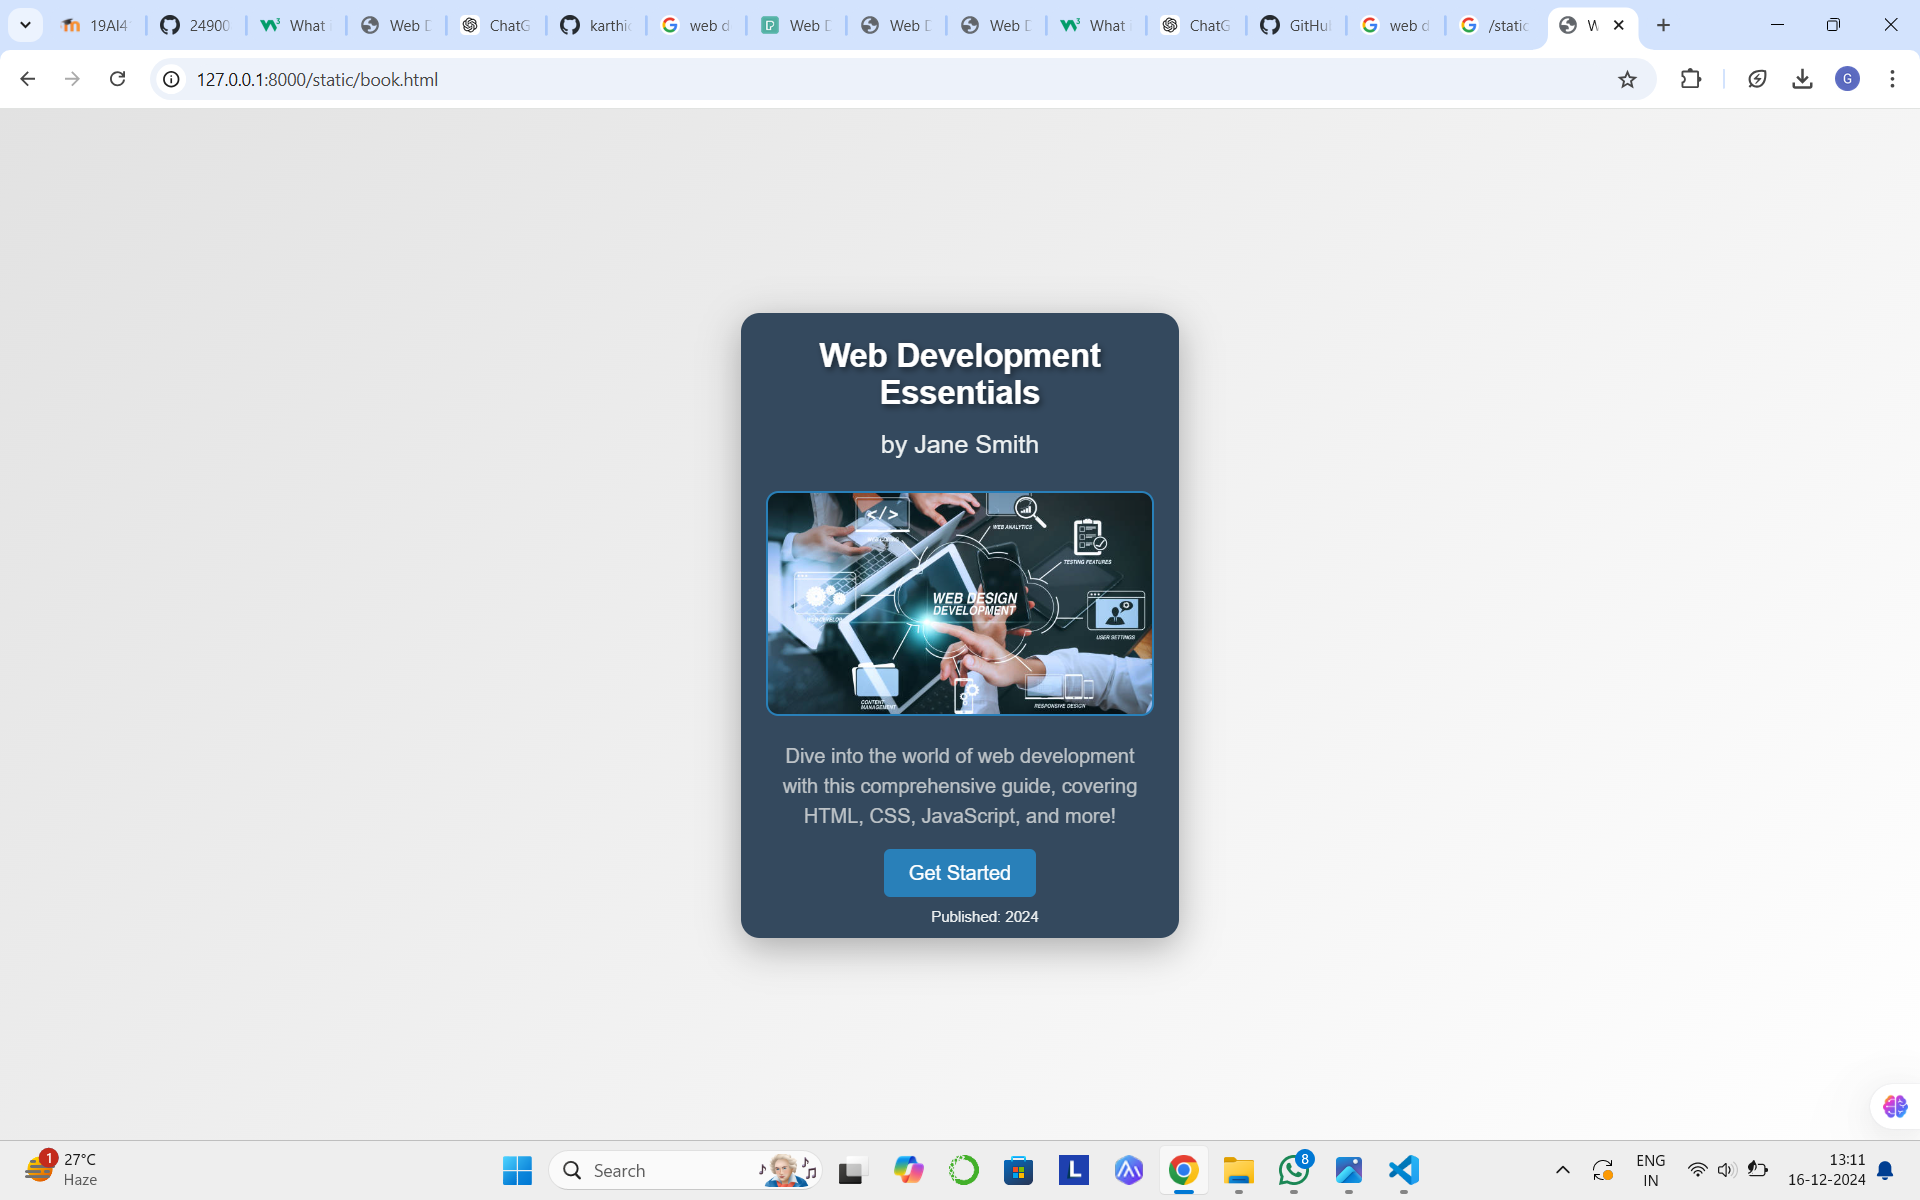 19AI4
24900
What
Web D
ChatG
karthic
web d
Web D
Web D
Web D
What
ChatG
GitHu
web d
/static
W
127.0.0.1:8000/static/book.html
G
Web Development
Essentials
by Jane Smith
</>
WEB ANALYTICS
TESTING FEATURES
WEB DESIGN
DEVELOPMENT
USER SETTINGS
CONTENT
MANAGEMENT
RESPONSIVE DESIGN
Dive into the world of web development
with this comprehensive guide, covering
HTML, CSS, JavaScript, and more!
Get Started
Published: 2024
1
27°C
Haze
Search
L
8
ENG
IN
13:11
16-12-2024